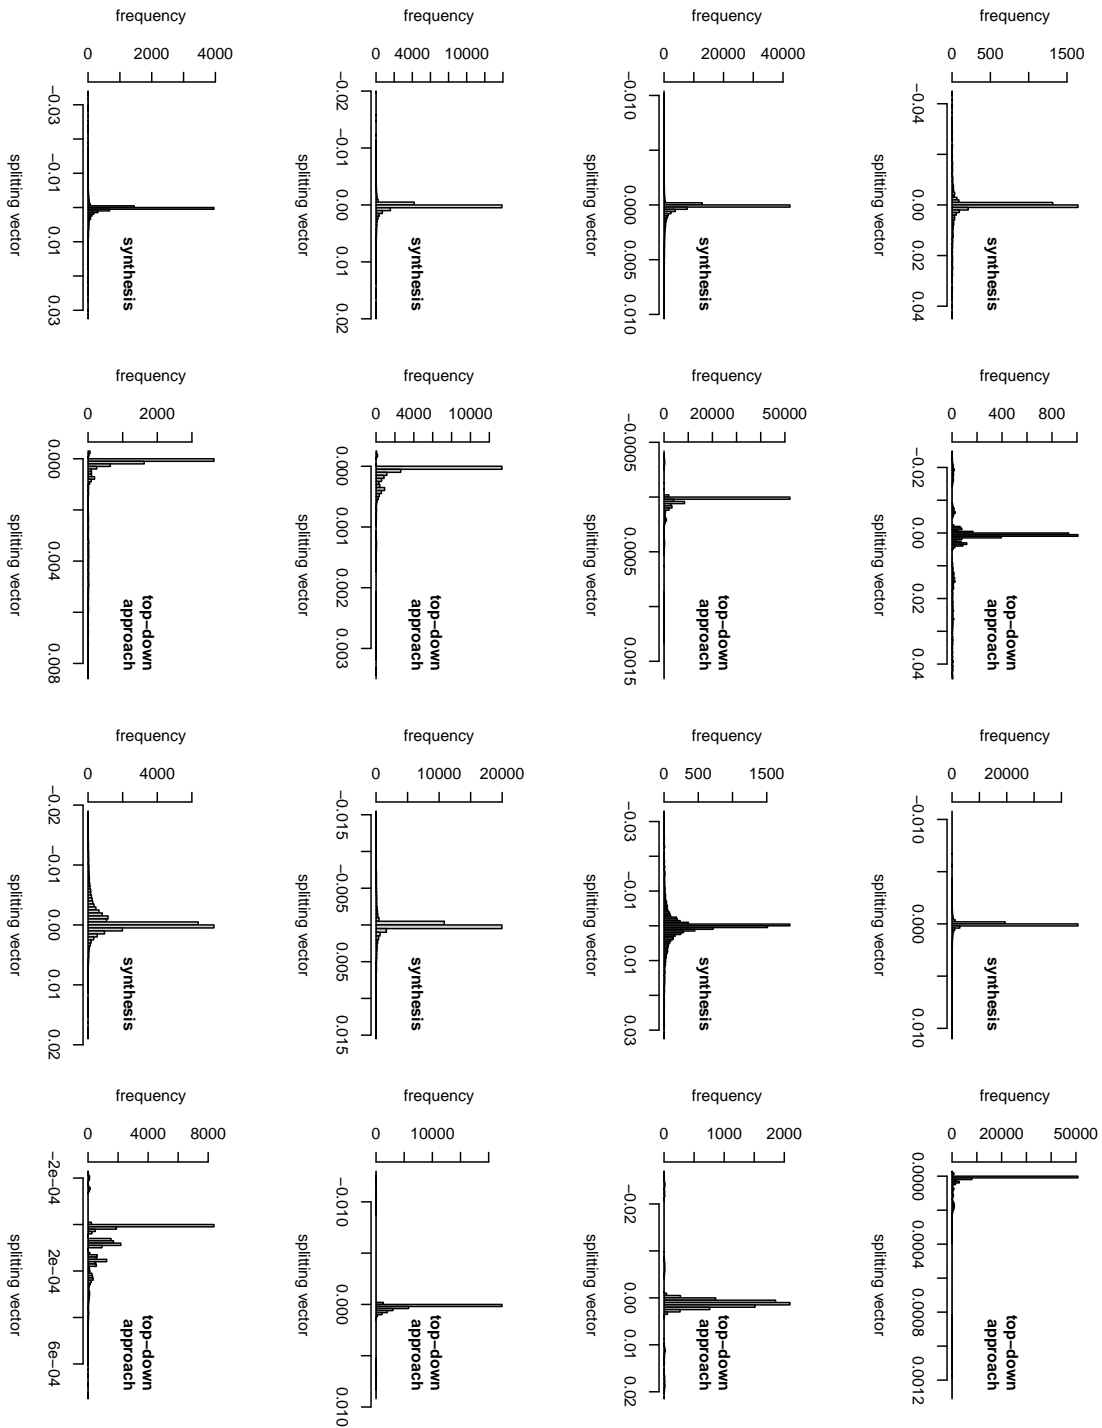 frequency
0 500 1500
synthesis
−0.04 0.00 0.02 0.04
splitting vector
frequency
0 400 800
top−down
approach
−0.02 0.00 0.02 0.04
splitting vector
frequency
0 20000
−0.010 0.000 0.010
splitting vector
frequency
0 20000 50000
0.0000 0.0004 0.0008 0.0012
splitting vector
frequency
0 20000 40000
synthesis
−0.010 0.000 0.005 0.010
splitting vector
frequency
0 20000 50000
top−down
approach
−0.0005 0.0005 0.0015
splitting vector
frequency
0 500 1500
synthesis
−0.03 −0.01 0.01 0.03
splitting vector
frequency
0 1000 2000
top−down
approach
−0.02 0.00 0.01 0.02
splitting vector
frequency
0 4000 10000
synthesis
−0.02 −0.01 0.00 0.01 0.02
splitting vector
frequency
0 4000 10000
top−down
approach
0.000 0.001 0.002 0.003
splitting vector
frequency
0 10000 20000
synthesis
−0.015 −0.005 0.005 0.015
splitting vector
frequency
0 10000
top−down
approach
−0.010 0.000 0.010
splitting vector
frequency
0 2000 4000
synthesis
−0.03 −0.01 0.01 0.03
splitting vector
frequency
0 2000
top−down
approach
0.000 0.004 0.008
splitting vector
frequency
0 4000
synthesis
−0.02 −0.01 0.00 0.01 0.02
splitting vector
frequency
0 4000 8000
top−down
approach
−2e−04 2e−04 6e−04
splitting vector